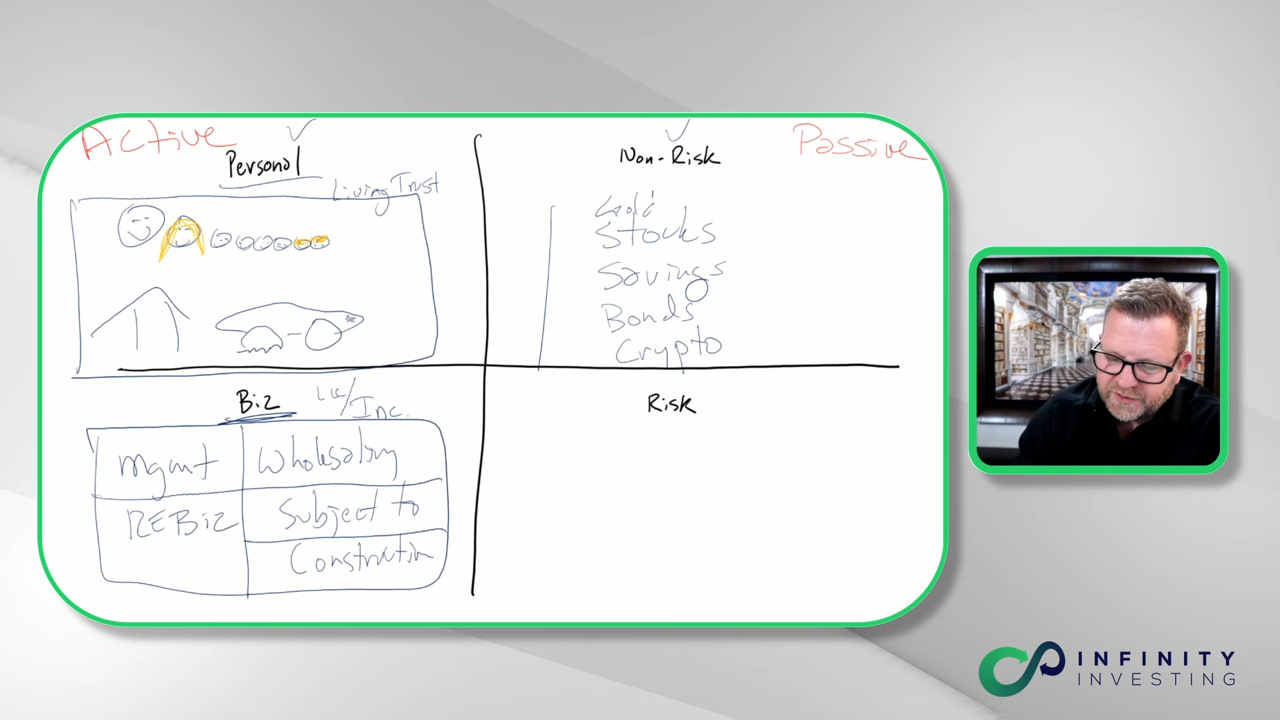 Active
Passive
Personal
Non-Risk
Living Trust
Gold
Stocks
Savings
Bonds
Crypto
Biz
LLC/Inc.
Risk
Mgmt
Wholesaling
REBiz
Subject to
Construction
INFINITY
INVESTING